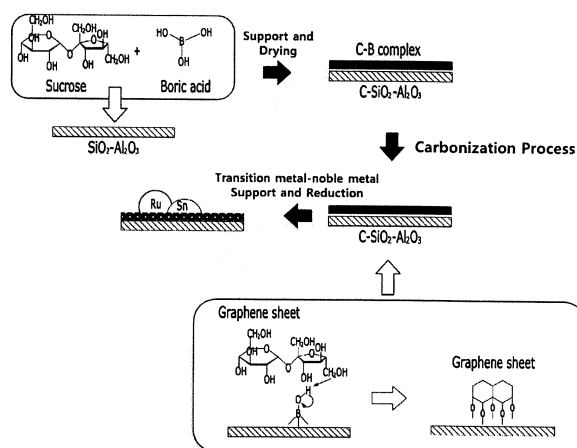 CH₂OH
OH
OH
OH
O
O
CH₂OH
O
OH
OH
CH₂OH
+
OH
B
HO
OH
Sucrose
Boric acid
Support and
Drying
C-B complex
C-SiO₂-Al₂O₃
SiO₂-Al₂O₃
Carbonization Process
Transition metal-noble metal
Support and Reduction
Ru
Sn
C-SiO₂-Al₂O₃
Graphene sheet
CH₂OH
OH
OH
OH
O
O
CH₂OH
O
OH
OH
CH₂OH
H
O
B
Graphene sheet
O O O O